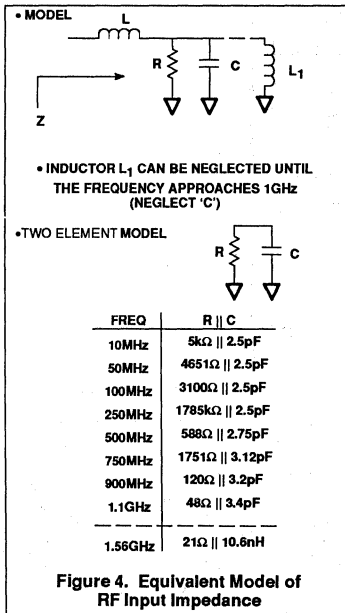 • MODEL
L
R
C
L1
Z
• INDUCTOR L1 CAN BE NEGLECTED UNTIL
THE FREQUENCY APPROACHES 1GHz
(NEGLECT ‘C’)
•TWO ELEMENT MODEL
R
C
FREQ R || C
10MHz 5kΩ || 2.5pF
50MHz 4651Ω || 2.5pF
100MHz 3100Ω || 2.5pF
250MHz 1785kΩ || 2.5pF
500MHz 588Ω || 2.75pF
750MHz 1751Ω || 3.12pF
900MHz 120Ω || 3.2pF
1.1GHz 48Ω || 3.4pF
1.56GHz 21Ω || 10.6nH
Figure 4. Equivalent Model of
RF Input Impedance